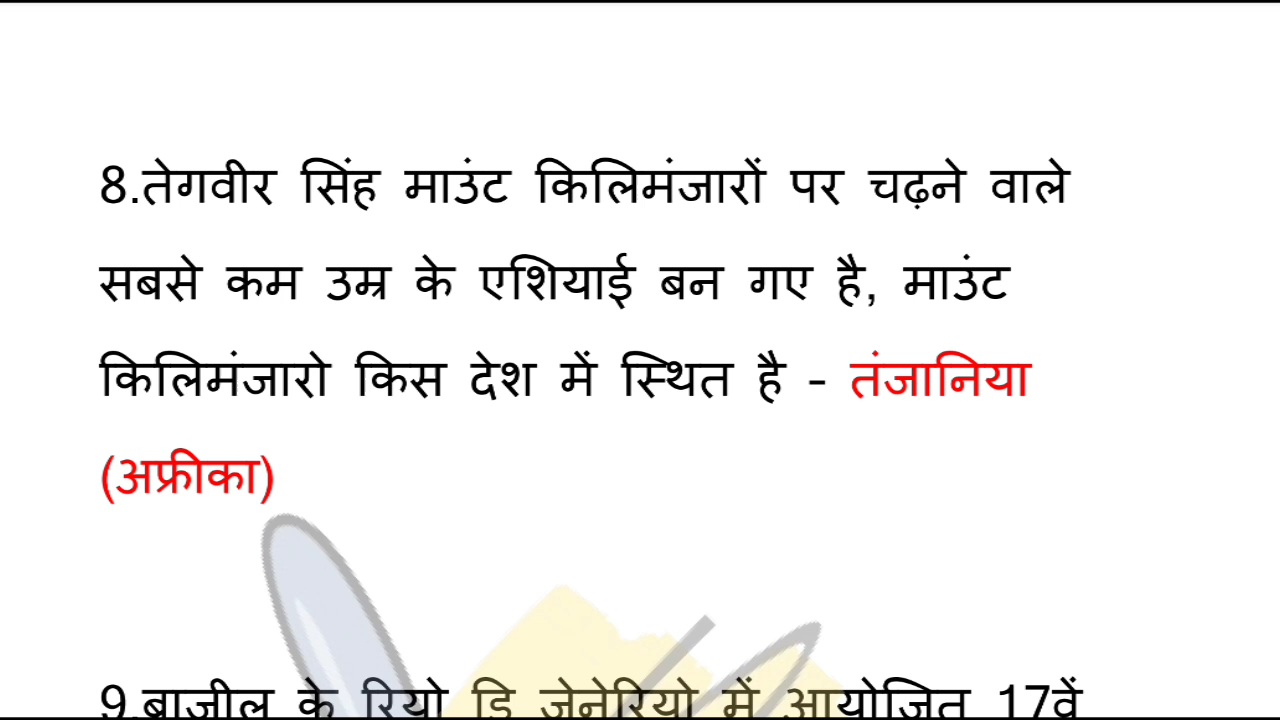 8.तेगवीर सिंह माउंट किलिमंजारों पर चढ़ने वाले
सबसे कम उम्र के एशियाई बन गए है, माउंट
किलिमंजारो किस देश में स्थित है – तंजानिया
(अफ्रीका)
9.ब्राजील के रियो डि जेनेरियो में आयोजित 17वें